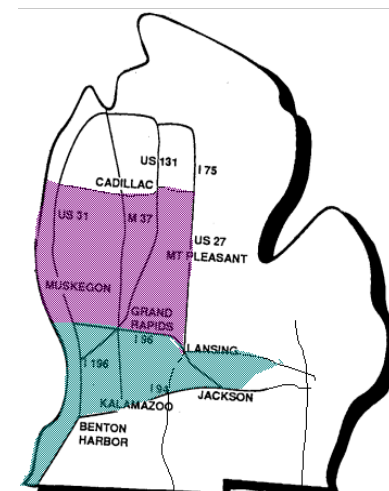 US 131
I 75
CADILLAC
US 31
M 37
US 27
MT PLEASANT
MUSKEGON
GRAND
RAPIDS
I 96
LANSING
I 196
I 94
KALAMAZOO
JACKSON
BENTON
HARBOR